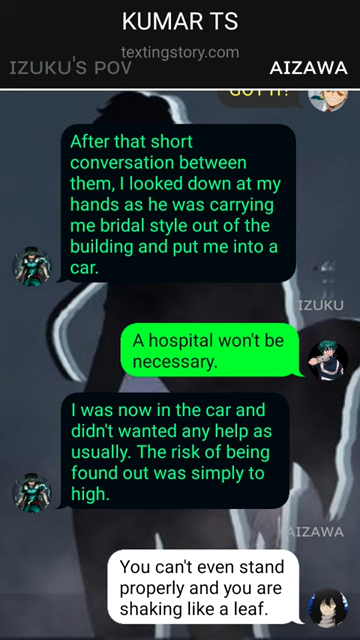 KUMAR TS
textingstory.com
IZUKU'S POV
AIZAWA
GOT IT!
After that short
conversation between
them, I looked down at my
hands as he was carrying
me bridal style out of the
building and put me into a
car.
IZUKU
A hospital won't be
necessary.
I was now in the car and
didn't wanted any help as
usually. The risk of being
found out was simply to
high.
AIZAWA
You can't even stand
properly and you are
shaking like a leaf.